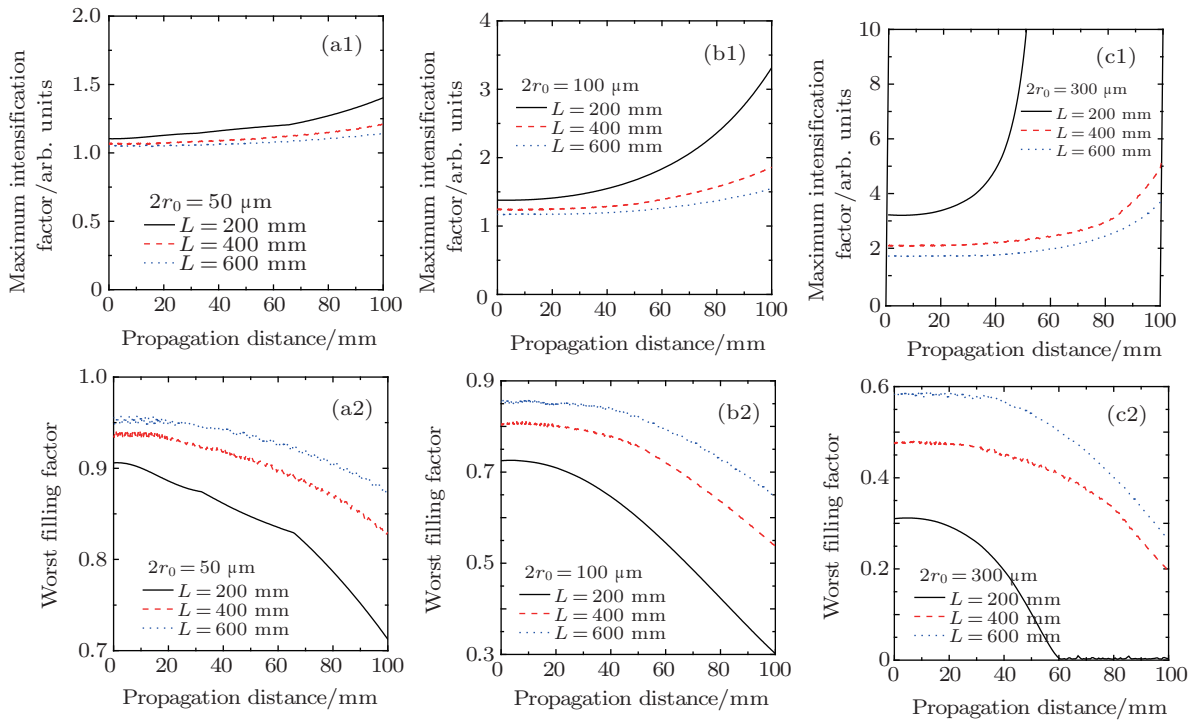 2.0
1.5
1.0
0.5
0
Maximum intensification
factor/arb. units
(a1)
2r₀ = 50 μm
L = 200 mm
L = 400 mm
L = 600 mm
0 20 40 60 80 100
Propagation distance/mm
4
3
2
1
0
Maximum intensification
factor/arb. units
(b1)
2r₀ = 100 μm
L = 200 mm
L = 400 mm
L = 600 mm
0 20 40 60 80 100
Propagation distance/mm
10
8
6
4
2
0
Maximum intensification
factor/arb. units
(c1)
2r₀ = 300 μm
L = 200 mm
L = 400 mm
L = 600 mm
0 20 40 60 80 100
Propagation distance/mm
1.0
0.9
0.8
0.7
Worst filling factor
(a2)
2r₀ = 50 μm
L = 200 mm
L = 400 mm
L = 600 mm
0 20 40 60 80 100
Propagation distance/mm
0.9
0.7
0.5
0.3
Worst filling factor
(b2)
2r₀ = 100 μm
L = 200 mm
L = 400 mm
L = 600 mm
0 20 40 60 80 100
Propagation distance/mm
0.6
0.4
0.2
0
Worst filling factor
(c2)
2r₀ = 300 μm
L = 200 mm
L = 400 mm
L = 600 mm
0 20 40 60 80 100
Propagation distance/mm